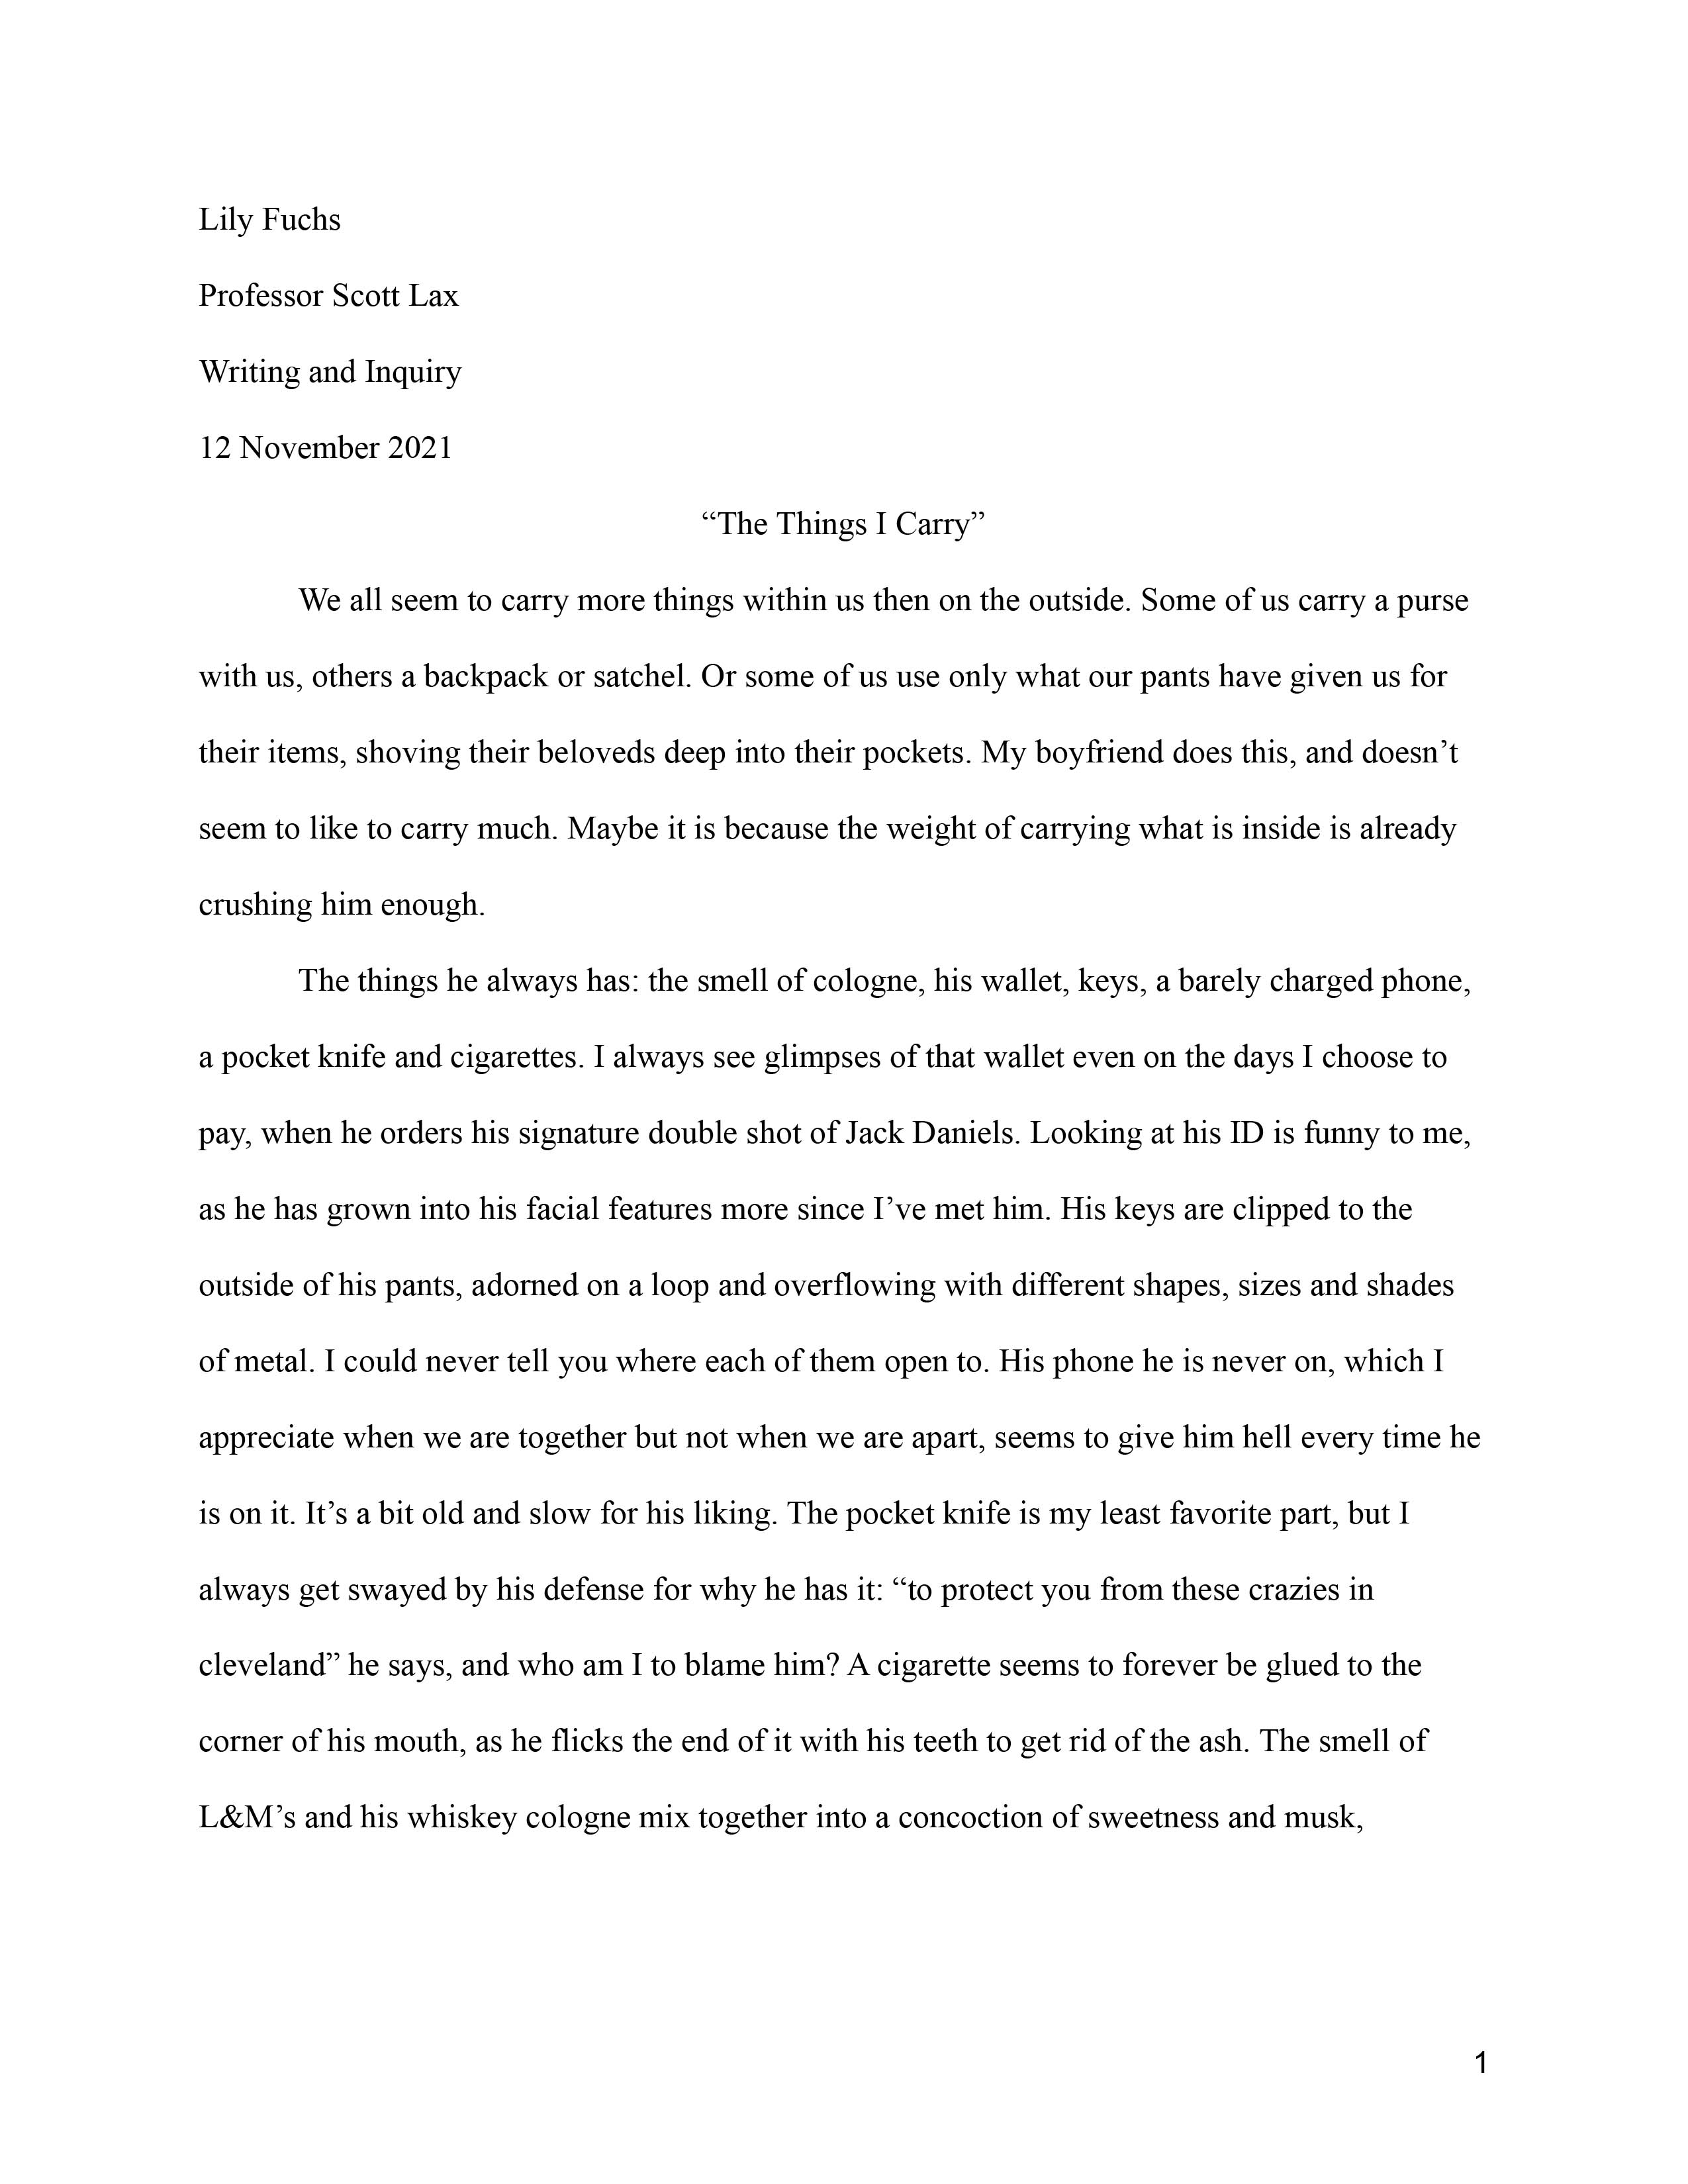 Lily Fuchs
Professor Scott Lax
Writing and Inquiry
12 November 2021
“The Things I Carry”
We all seem to carry more things within us then on the outside. Some of us carry a purse
with us, others a backpack or satchel. Or some of us use only what our pants have given us for
their items, shoving their beloveds deep into their pockets. My boyfriend does this, and doesn’t
seem to like to carry much. Maybe it is because the weight of carrying what is inside is already
crushing him enough.
The things he always has: the smell of cologne, his wallet, keys, a barely charged phone,
a pocket knife and cigarettes. I always see glimpses of that wallet even on the days I choose to
pay, when he orders his signature double shot of Jack Daniels. Looking at his ID is funny to me,
as he has grown into his facial features more since I’ve met him. His keys are clipped to the
outside of his pants, adorned on a loop and overflowing with different shapes, sizes and shades
of metal. I could never tell you where each of them open to. His phone he is never on, which I
appreciate when we are together but not when we are apart, seems to give him hell every time he
is on it. It’s a bit old and slow for his liking. The pocket knife is my least favorite part, but I
always get swayed by his defense for why he has it: “to protect you from these crazies in
cleveland” he says, and who am I to blame him? A cigarette seems to forever be glued to the
corner of his mouth, as he flicks the end of it with his teeth to get rid of the ash. The smell of
L&M’s and his whiskey cologne mix together into a concoction of sweetness and musk,
1